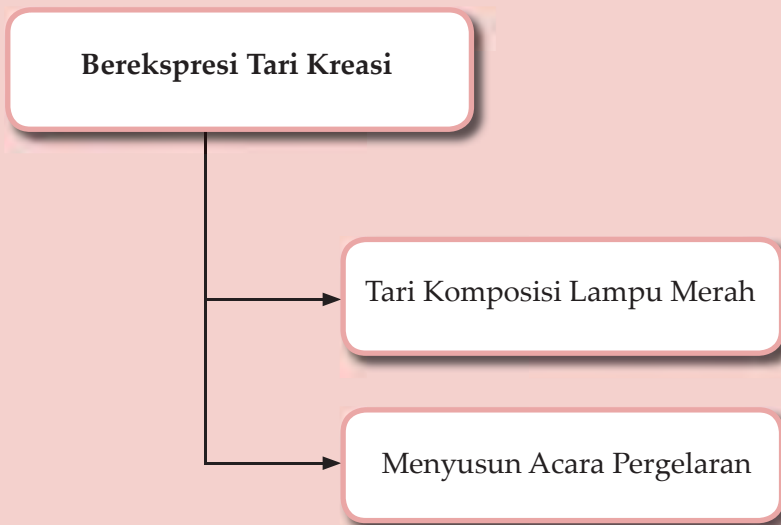 Berekspresi Tari Kreasi
Tari Komposisi Lampu Merah
Menyusun Acara Pergelaran